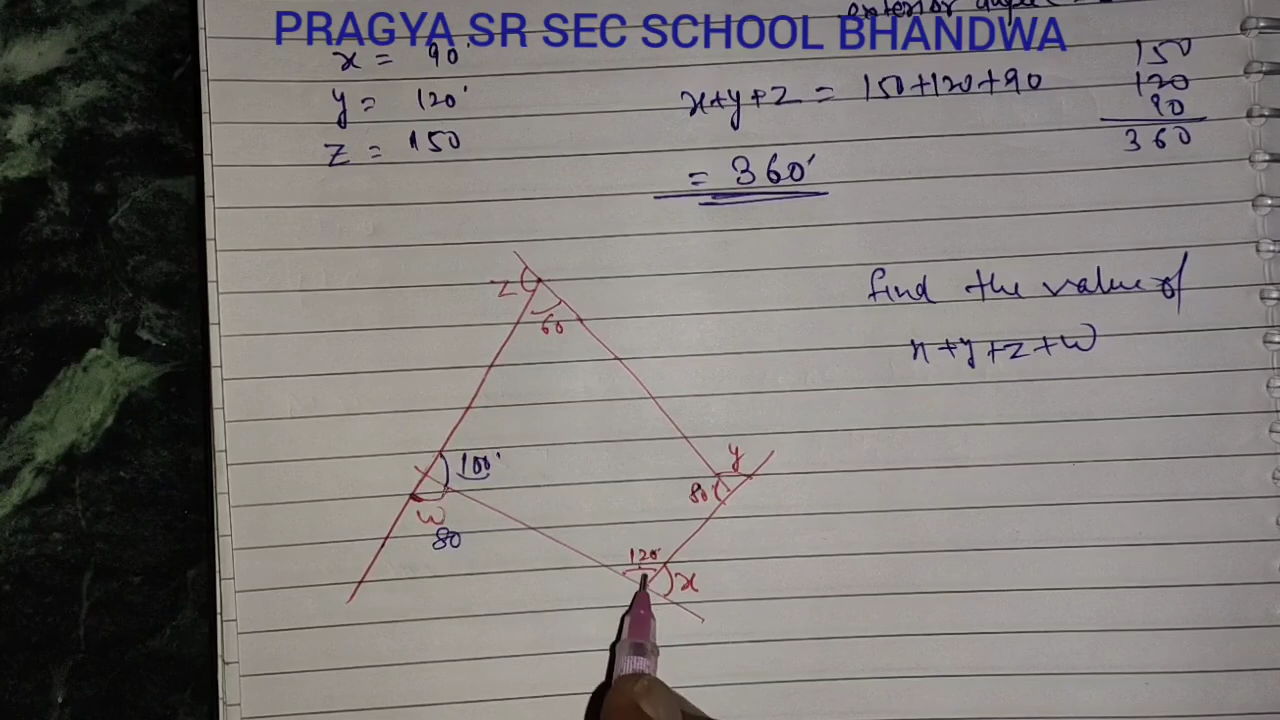 exterior
PRAGYA SR SEC SCHOOL BHANDWA
x = 90°
y = 120°
z = 150
x+y+z = 150+120+90
= 360°
150
120
90
360
find the value of
x+y+z+w
z
60
100°
w
80
y
80
120°
x